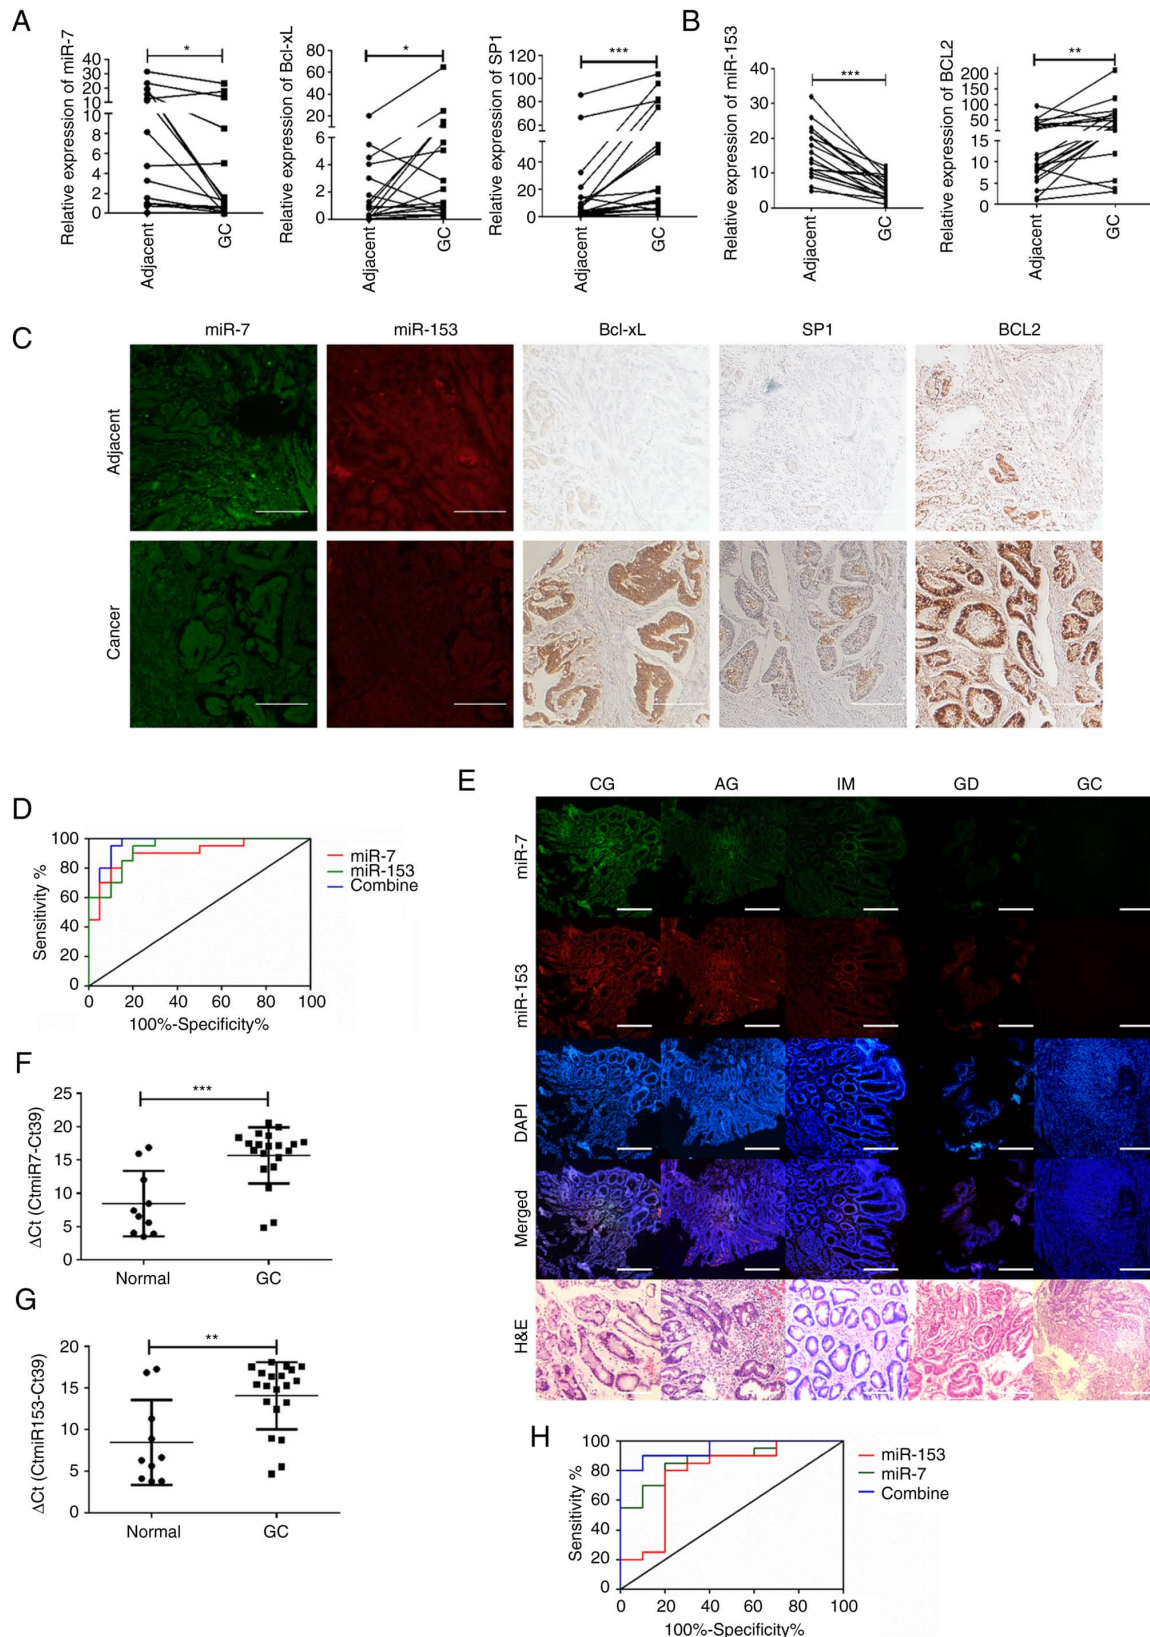 A
Relative expression of miR-7
40
30
20
10
10
8
6
4
2
0
*
Adjacent
GC
Relative expression of Bcl-xL
80
60
40
20
6
4
2
0
*
Adjacent
GC
Relative expression of SP1
120
100
80
60
40
20
0
***
Adjacent
GC
B
Relative expression of miR-153
40
30
20
10
0
***
Adjacent
GC
Relative expression of BCL2
200
150
100
50
15
10
5
0
**
Adjacent
GC
C
miR-7 miR-153 Bcl-xL SP1 BCL2
Adjacent
Cancer
D
Sensitivity %
100
80
60
40
20
0
0 20 40 60 80 100
100%-Specificity%
miR-7
miR-153
Combine
E
CG AG IM GD GC
miR-7
miR-153
DAPI
Merged
H&E
F
ΔCt (CtmiR7-Ct39)
25
20
15
10
5
0
***
Normal GC
G
ΔCt (CtmiR153-Ct39)
20
15
10
5
0
**
Normal GC
H
Sensitivity %
100
80
60
40
20
0
0 20 40 60 80 100
100%-Specificity%
miR-153
miR-7
Combine